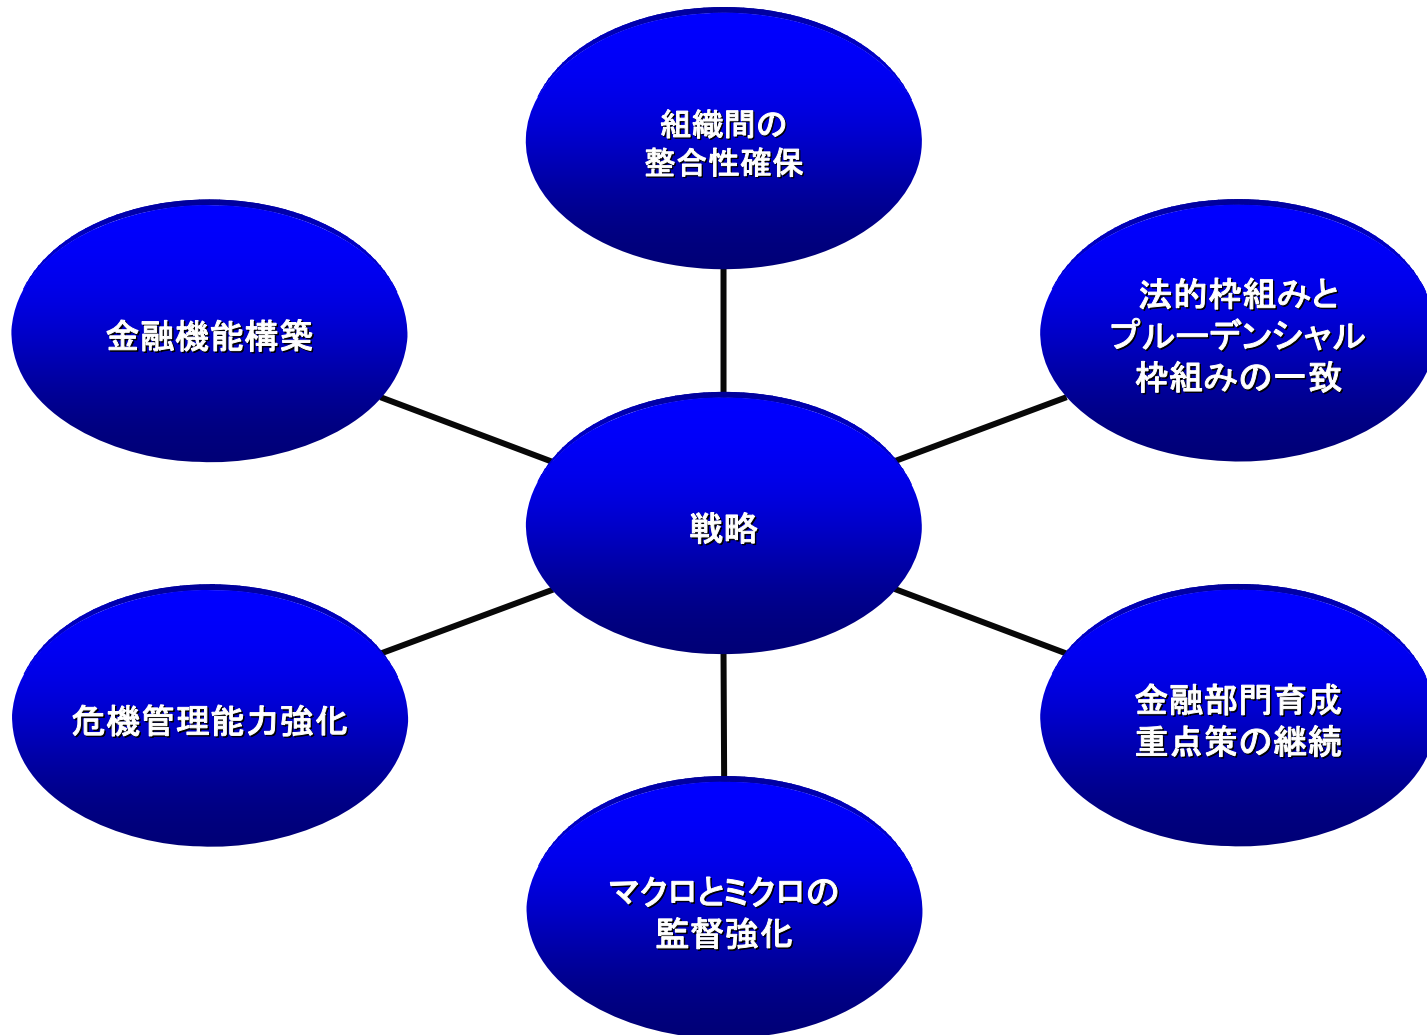 組織間の
整合性確保
法的枠組みと
プルーデンシャル
枠組みの一致
金融機能構築
戦略
金融部門育成
重点策の継続
危機管理能力強化
マクロとミクロの
監督強化